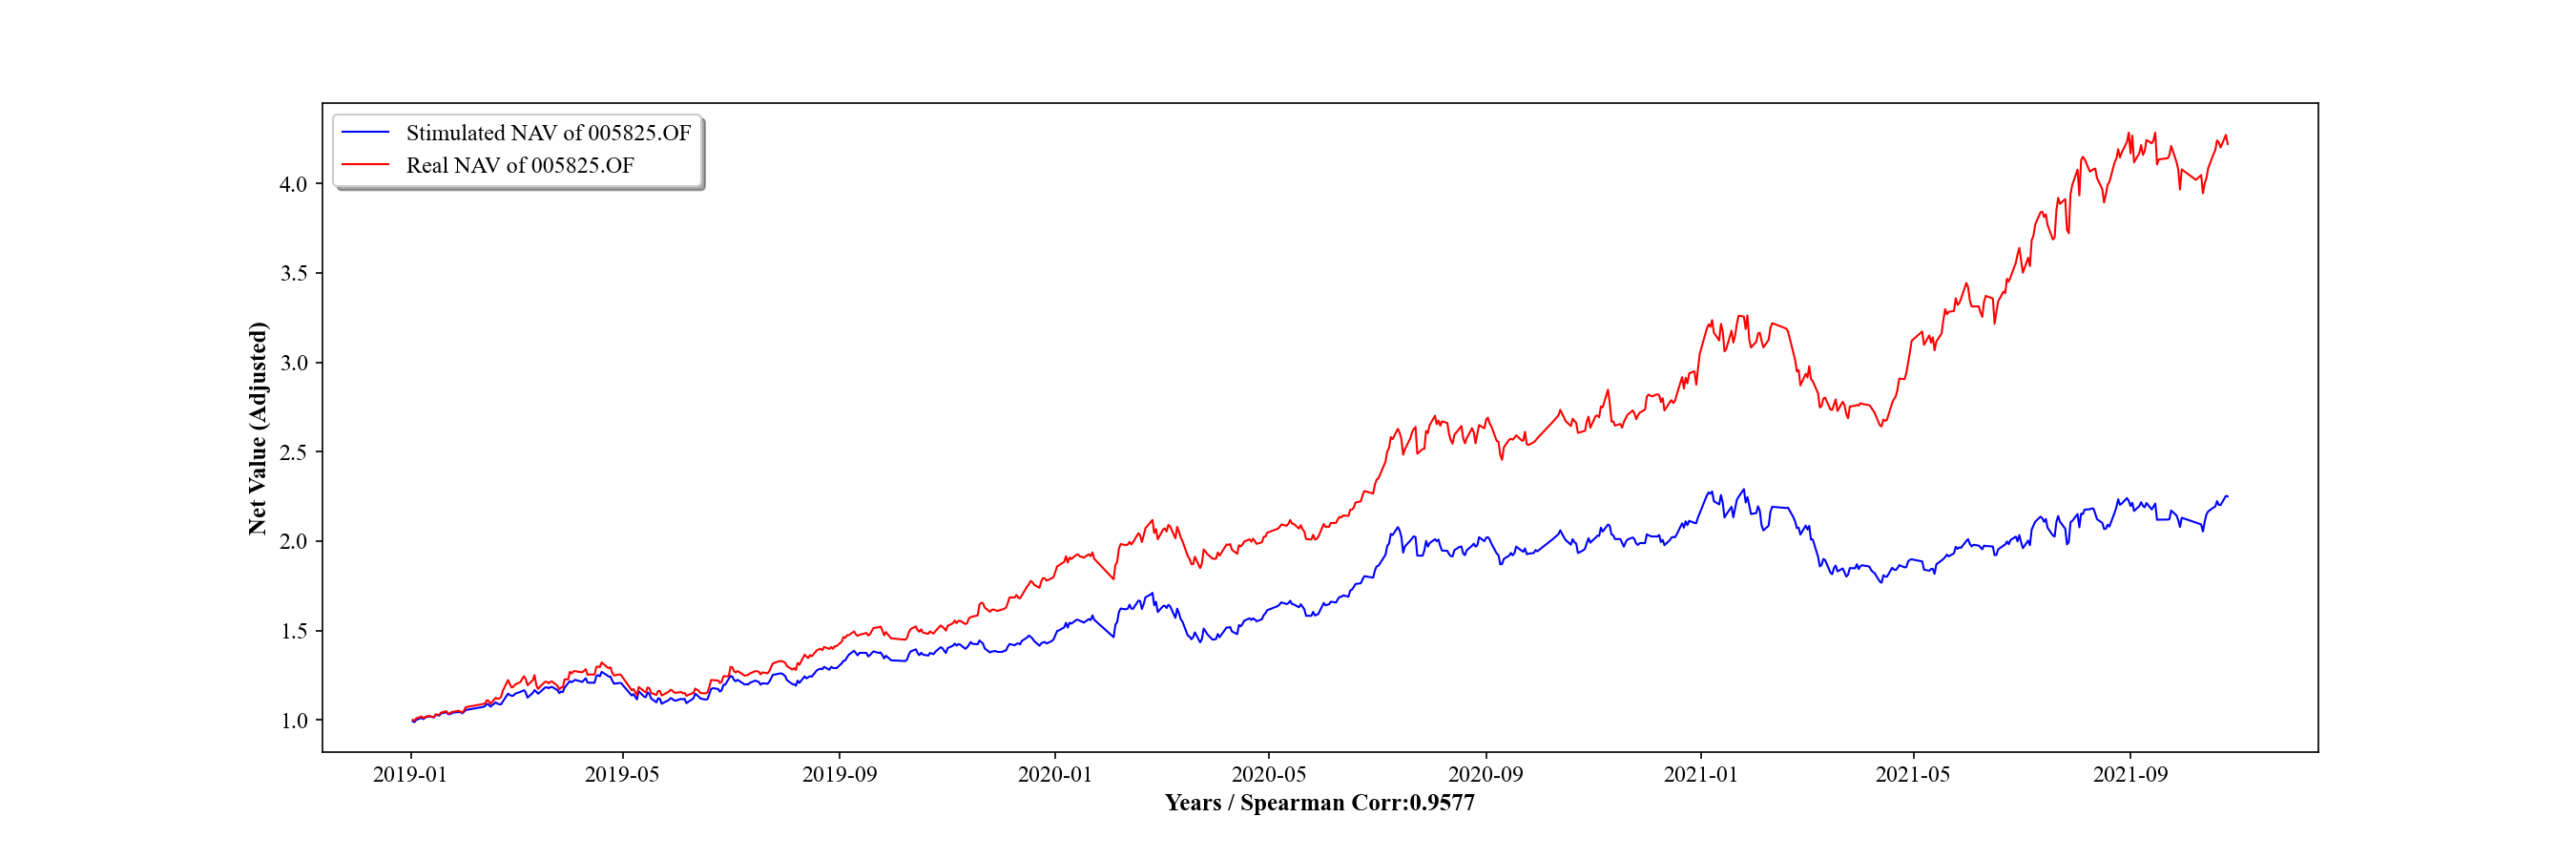 Stimulated NAV of 005825.OF
Real NAV of 005825.OF
Net Value (Adjusted)
4.0
3.5
3.0
2.5
2.0
1.5
1.0
2019-01 2019-05 2019-09 2020-01 2020-05 2020-09 2021-01 2021-05 2021-09
Years / Spearman Corr:0.9577